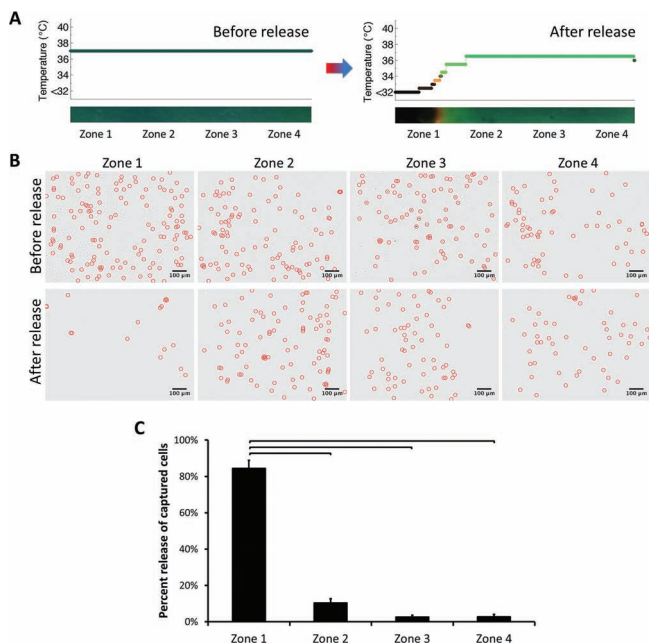 A
Before release
After release
Temperature (°C)
40
38
36
34
<32
Zone 1 Zone 2 Zone 3 Zone 4
Temperature (°C)
40
38
36
34
<32
Zone 1 Zone 2 Zone 3 Zone 4
B
Zone 1 Zone 2 Zone 3 Zone 4
Before release
100 µm 100 µm 100 µm 100 µm
After release
100 µm 100 µm 100 µm 100 µm
C
Percent release of captured cells
100%
80%
60%
40%
20%
0%
Zone 1 Zone 2 Zone 3 Zone 4